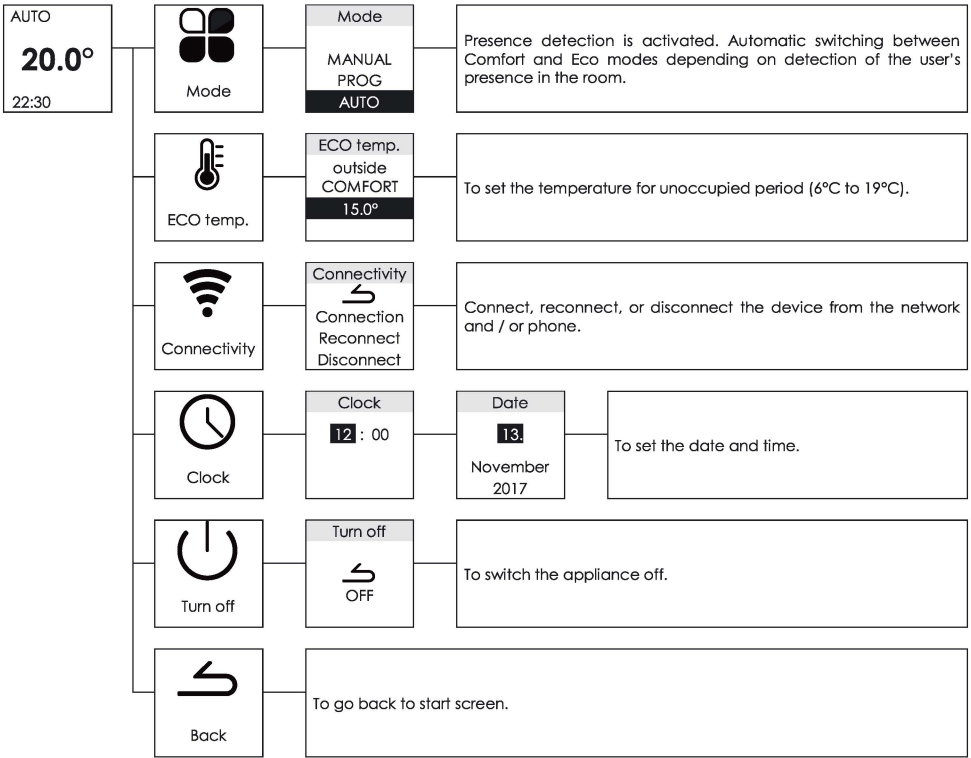 AUTO
20.0°
22:30
Mode
Mode
MANUAL
PROG
AUTO
Presence detection is activated. Automatic switching between
Comfort and Eco modes depending on detection of the user's
presence in the room.
ECO temp.
ECO temp.
outside
COMFORT
15.0°
To set the temperature for unoccupied period (6°C to 19°C).
Connectivity
Connectivity
Connection
Reconnect
Disconnect
Connect, reconnect, or disconnect the device from the network
and / or phone.
Clock
Clock
12 : 00
Date
13.
November
2017
To set the date and time.
Turn off
Turn off
OFF
To switch the appliance off.
Back
To go back to start screen.